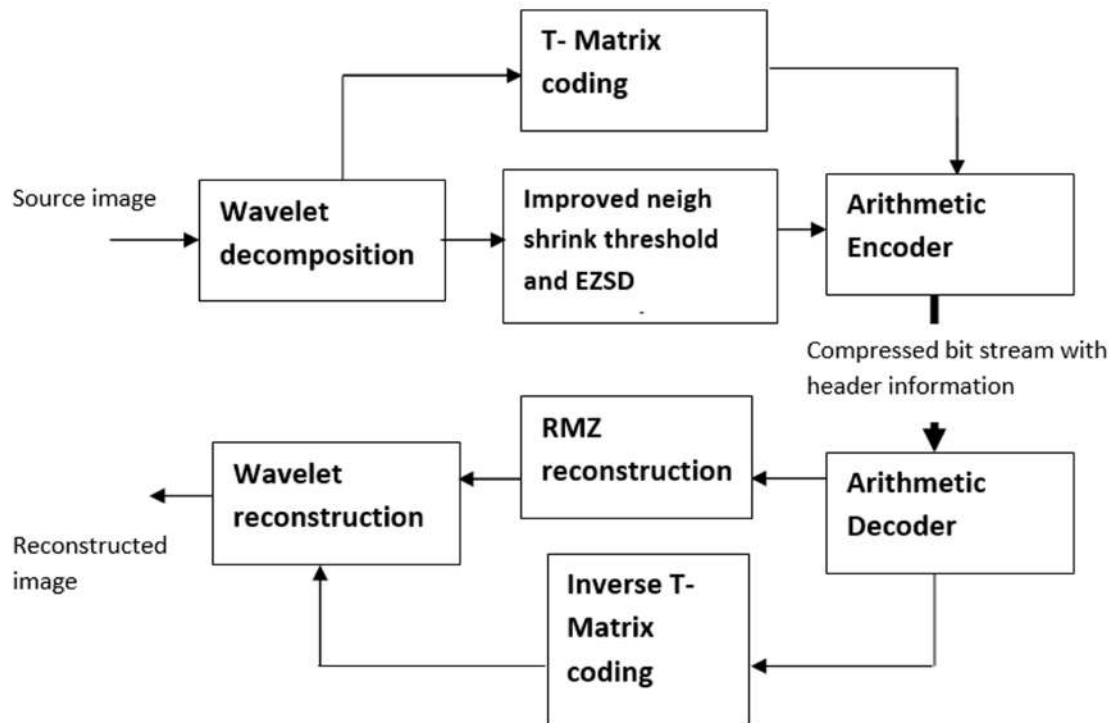 T- Matrix
coding
Source image
Wavelet
decomposition
Improved neigh
shrink threshold
and EZSD
Arithmetic
Encoder
Compressed bit stream with
header information
RMZ
reconstruction
Wavelet
reconstruction
Arithmetic
Decoder
Reconstructed
image
Inverse T-
Matrix
coding